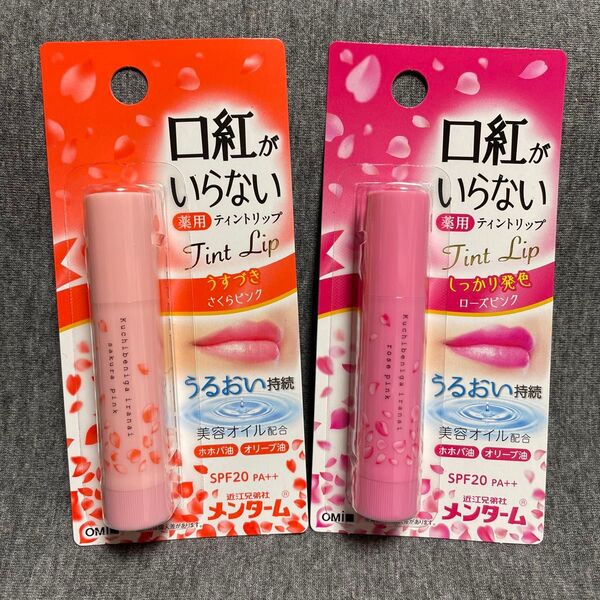 口紅が
いらない
薬用 ティントリップ
Tint Lip
うすづき
さくらピンク
Kuchibeniga iranai
sakura pink
うるおい持続
美容オイル配合
ホホバ油 オリーブ油
SPF20 PA++
近江兄弟社
メンターム®
OMI
口紅が
いらない
薬用 ティントリップ
Tint Lip
しっかり発色
ローズピンク
Kuchibeniga iranai
rose pink
うるおい持続
美容オイル配合
ホホバ油 オリーブ油
SPF20 PA++
近江兄弟社
メンターム®
OMI